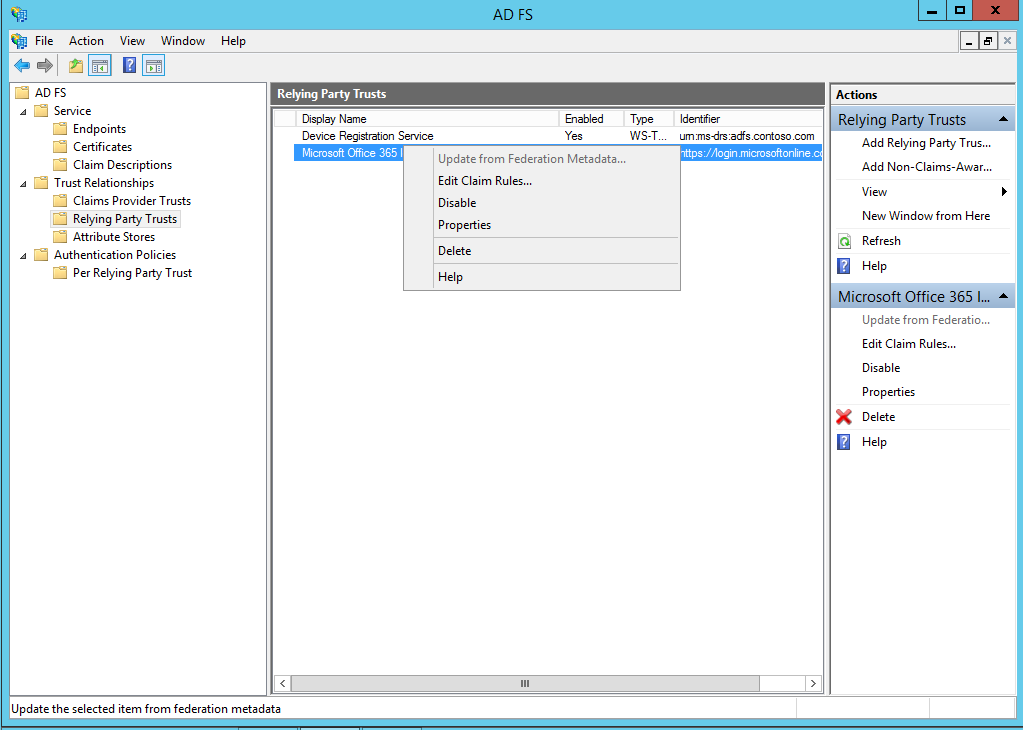 AD FS
File Action View Window Help
AD FS
Service
Endpoints
Certificates
Claim Descriptions
Trust Relationships
Claims Provider Trusts
Relying Party Trusts
Attribute Stores
Authentication Policies
Per Relying Party Trust
Relying Party Trusts
Display Name Enabled Type Identifier
Device Registration Service Yes WS-T... urn:ms-drs:adfs.contoso.com
Microsoft Office 365 I https://login.microsoftonline.co
Update from Federation Metadata...
Edit Claim Rules...
Disable
Properties
Delete
Help
Actions
Relying Party Trusts
Add Relying Party Trus...
Add Non-Claims-Awar...
View
New Window from Here
Refresh
Help
Microsoft Office 365 I...
Update from Federatio...
Edit Claim Rules...
Disable
Properties
Delete
Help
Update the selected item from federation metadata